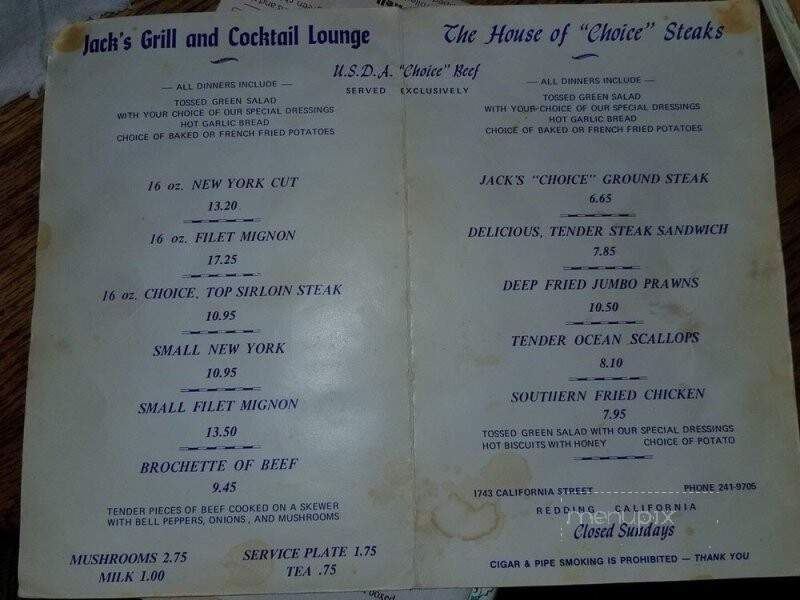 Jack's Grill and Cocktail Lounge
The House of "Choice" Steaks
U.S.D.A. "Choice" Beef
SERVED EXCLUSIVELY
— ALL DINNERS INCLUDE —
TOSSED GREEN SALAD
WITH YOUR CHOICE OF OUR SPECIAL DRESSINGS
HOT GARLIC BREAD
CHOICE OF BAKED OR FRENCH FRIED POTATOES
16 oz. NEW YORK CUT
13.20
16 oz. FILET MIGNON
17.25
16 oz. CHOICE, TOP SIRLOIN STEAK
10.95
SMALL NEW YORK
10.95
SMALL FILET MIGNON
13.50
BROCHETTE OF BEEF
9.45
TENDER PIECES OF BEEF COOKED ON A SKEWER
WITH BELL PEPPERS, ONIONS, AND MUSHROOMS
MUSHROOMS 2.75 SERVICE PLATE 1.75
MILK 1.00 TEA .75
— ALL DINNERS INCLUDE —
TOSSED GREEN SALAD
WITH YOUR CHOICE OF OUR SPECIAL DRESSINGS
HOT GARLIC BREAD
CHOICE OF BAKED OR FRENCH FRIED POTATOES
JACK'S "CHOICE" GROUND STEAK
6.65
DELICIOUS, TENDER STEAK SANDWICH
7.85
DEEP FRIED JUMBO PRAWNS
10.50
TENDER OCEAN SCALLOPS
8.10
SOUTHERN FRIED CHICKEN
7.95
TOSSED GREEN SALAD WITH OUR SPECIAL DRESSINGS
HOT BISCUITS WITH HONEY CHOICE OF POTATO
1743 CALIFORNIA STREET PHONE 241-9705
REDDING, CALIFORNIA
menupix
Closed Sundays
CIGAR & PIPE SMOKING IS PROHIBITED — THANK YOU